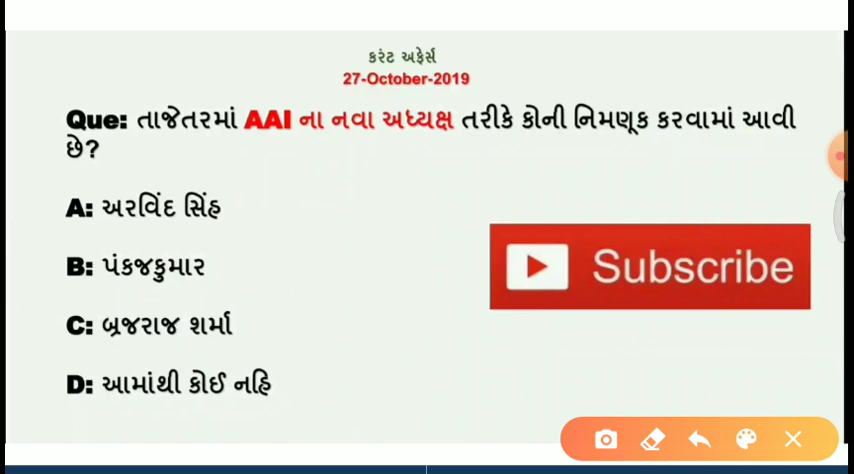 કરંટ અફેર્સ
27-October-2019
Que: તાજેતરમાં AAI ના નવા અધ્યક્ષ તરીકે કોની નિમણૂક કરવામાં આવી
છે?
A: અરવિંદ સિંહ
B: પંકજકુમાર
Subscribe
C: બ્રજરાજ શર્મા
D: આમાંથી કોઈ નહિ